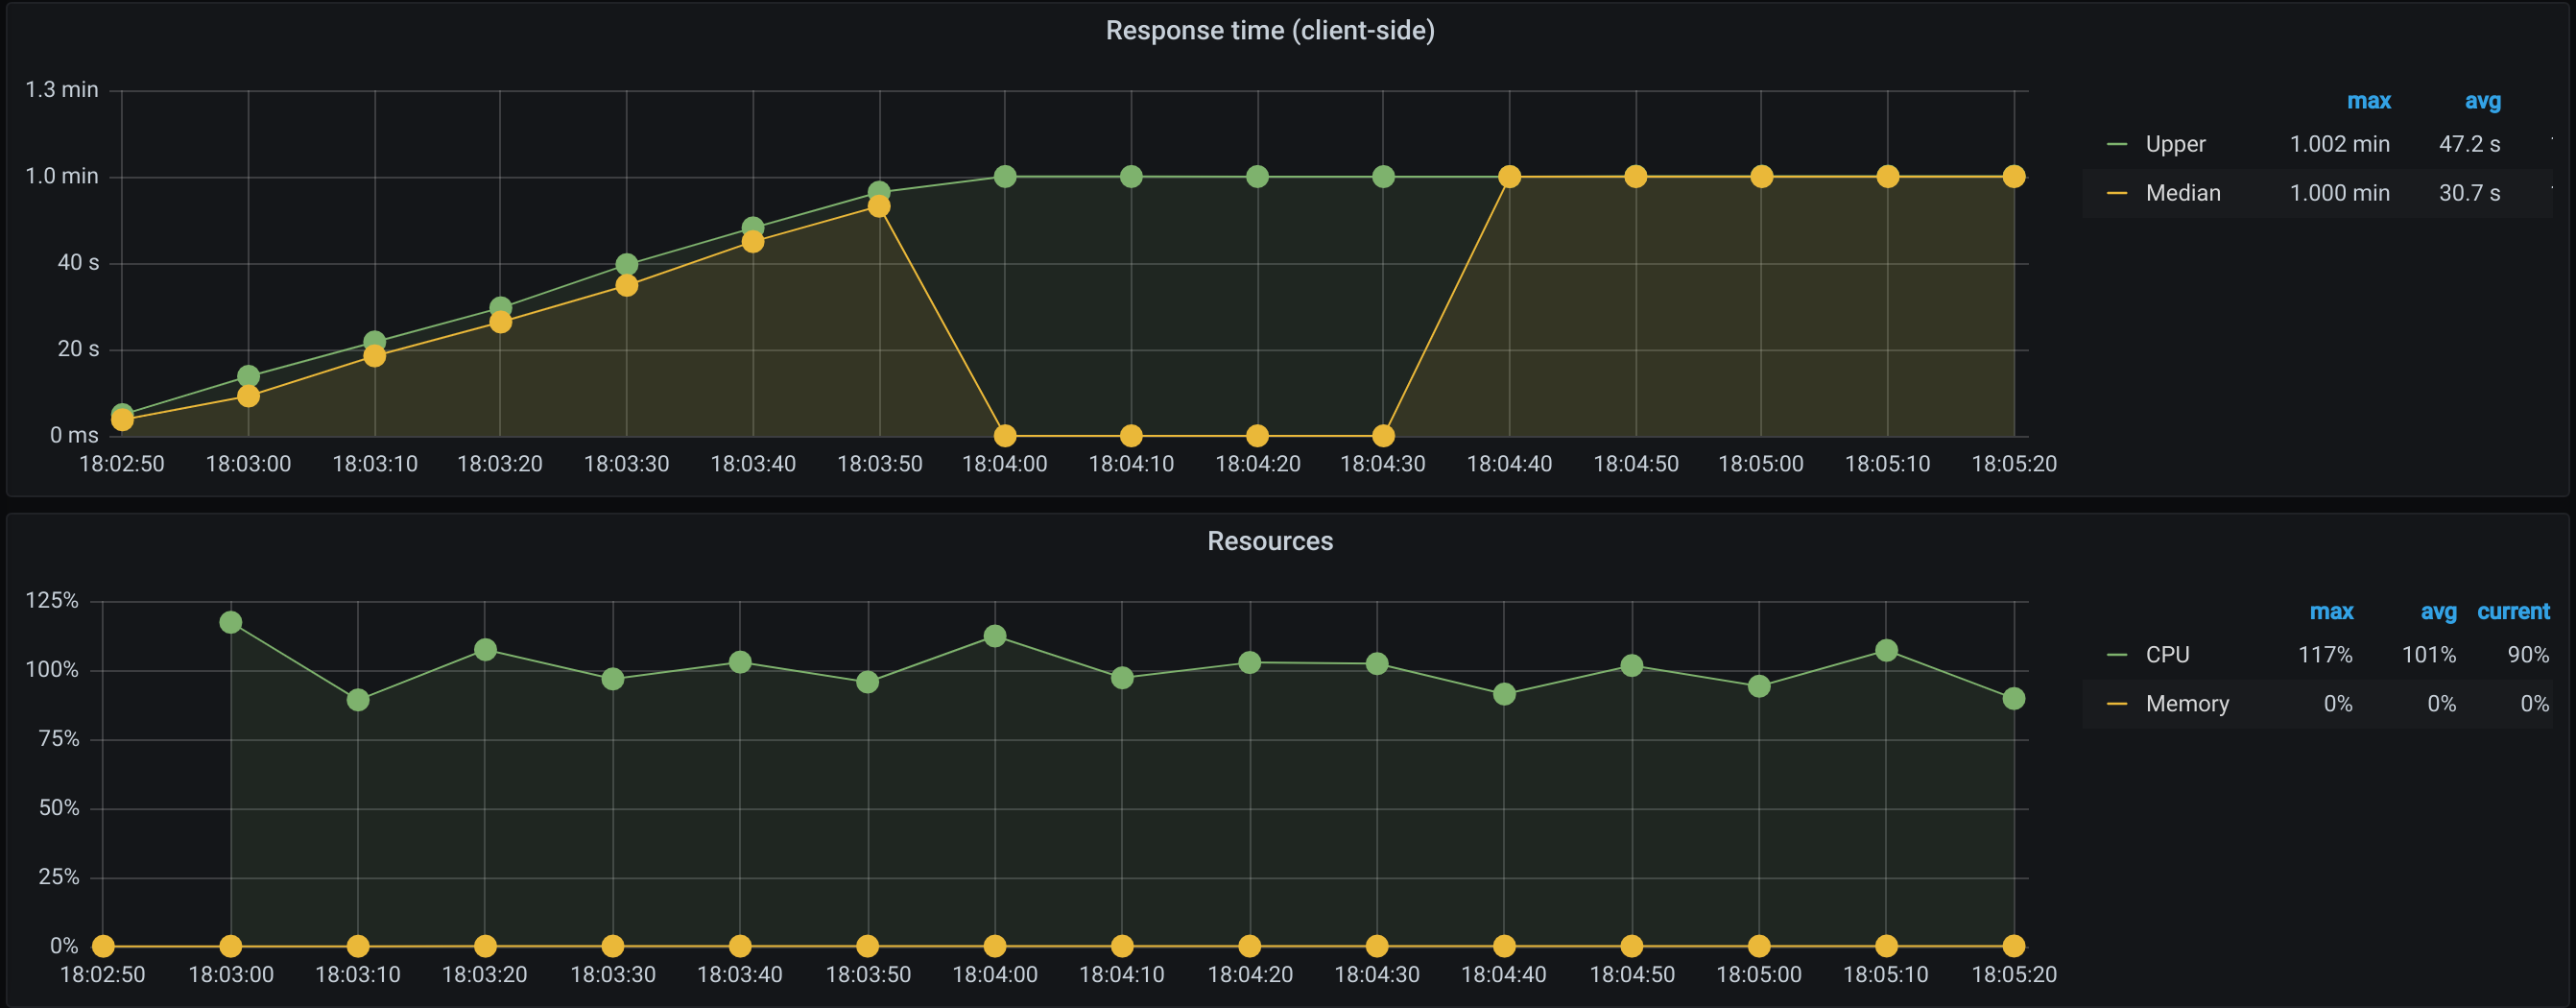 Response time (client-side)
1.3 min
1.0 min
40 s
20 s
0 ms
18:02:50 18:03:00 18:03:10 18:03:20 18:03:30 18:03:40 18:03:50 18:04:00 18:04:10 18:04:20 18:04:30 18:04:40 18:04:50 18:05:00 18:05:10 18:05:20
max avg
Upper 1.002 min 47.2 s
Median 1.000 min 30.7 s
Resources
125%
100%
75%
50%
25%
0%
18:02:50 18:03:00 18:03:10 18:03:20 18:03:30 18:03:40 18:03:50 18:04:00 18:04:10 18:04:20 18:04:30 18:04:40 18:04:50 18:05:00 18:05:10 18:05:20
max avg current
CPU 117% 101% 90%
Memory 0% 0% 0%